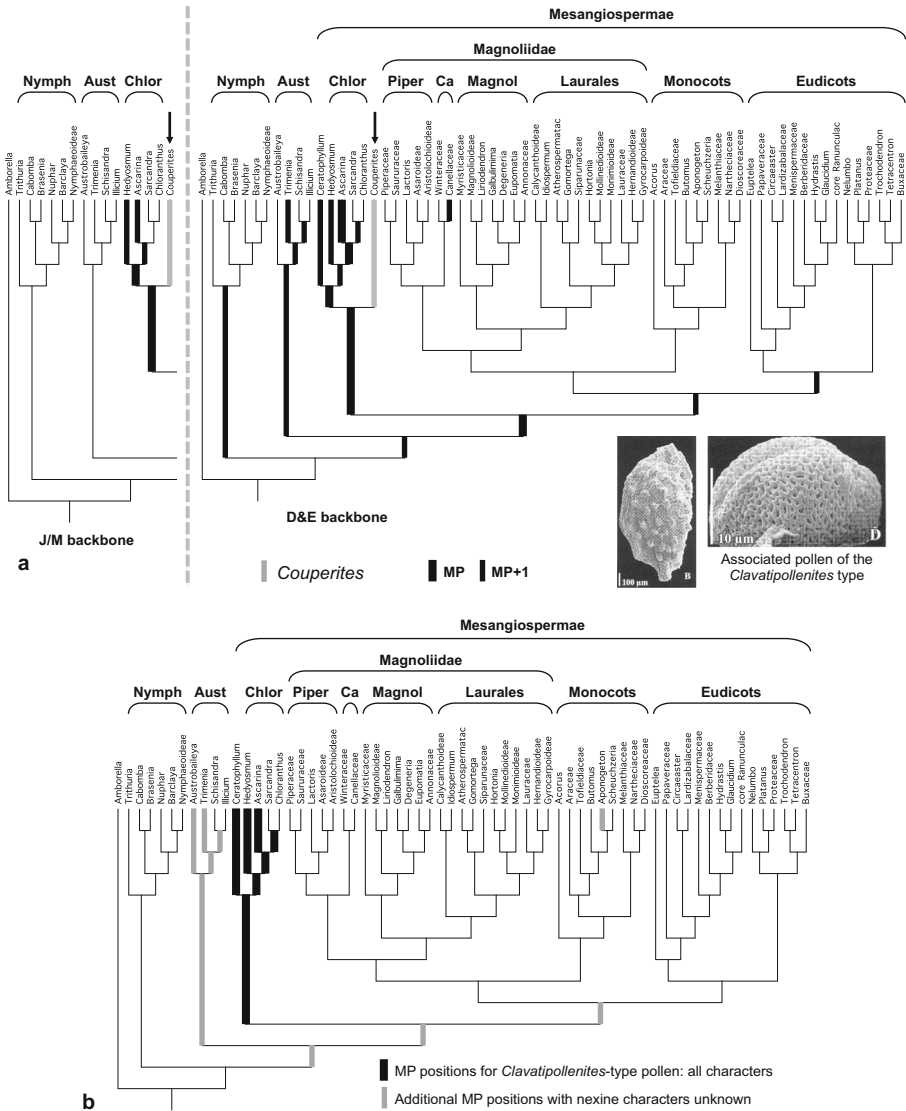 Mesangiospermae
Magnoliidae
Nymph Aust Chlor
Nymph Aust Chlor Piper Ca Magnol Laurales Monocots Eudicots
Amborella
Trithuria
Cabomba
Brasenia
Nuphar
Barclaya
Nymphaeoideae
Austrobaileya
Trimenia
Schisandra
Illicium
Hedyosmum
Ascarina
Sarcandra
Chloranthus
Couperites
Amborella
Trithuria
Cabomba
Brasenia
Nuphar
Barclaya
Nymphaeoideae
Austrobaileya
Trimenia
Schisandra
Illicium
Ceratophyllum
Hedyosmum
Ascarina
Sarcandra
Chloranthus
Couperites
Piperaceae
Saururaceae
Lactoris
Asaroideae
Aristolochioideae
Winteraceae
Canellaceae
Myristicaceae
Magnolioideae
Liriodendron
Galbulimima
Degeneria
Eupomatia
Annonaceae
Calycanthoideae
Idiospermum
Atherospermatac
Gomortega
Siparunaceae
Hortonia
Mollinedioideae
Monimioideae
Lauraceae
Hernandioideae
Gyrocarpoideae
Acorus
Araceae
Tofieldiaceae
Butomus
Aponogeton
Scheuchzeria
Melanthiaceae
Nartheciaceae
Dioscoreaceae
Euptelea
Papaveraceae
Circaeaster
Lardizabalaceae
Menispermaceae
Berberidaceae
Hydrastis
Glaucidium
core Ranunculac
Nelumbo
Platanus
Proteaceae
Trochodendron
Tetracentron
Buxaceae
J/M backbone
D&E backbone
a
Couperites
MP
MP+1
100 µm
B
10 µm
D
Associated pollen of the
Clavatipollenites type
Mesangiospermae
Magnoliidae
Nymph Aust Chlor Piper Ca Magnol Laurales Monocots Eudicots
Amborella
Trithuria
Cabomba
Brasenia
Nuphar
Barclaya
Nymphaeoideae
Austrobaileya
Trimenia
Schisandra
Illicium
Ceratophyllum
Hedyosmum
Ascarina
Sarcandra
Chloranthus
Piperaceae
Saururaceae
Lactoris
Asaroideae
Aristolochioideae
Winteraceae
Canellaceae
Myristicaceae
Magnolioideae
Liriodendron
Galbulimima
Degeneria
Eupomatia
Annonaceae
Calycanthoideae
Idiospermum
Atherospermatac
Gomortega
Siparunaceae
Hortonia
Mollinedioideae
Monimioideae
Lauraceae
Hernandioideae
Gyrocarpoideae
Acorus
Araceae
Tofieldiaceae
Butomus
Aponogeton
Scheuchzeria
Melanthiaceae
Nartheciaceae
Dioscoreaceae
Euptelea
Papaveraceae
Circaeaster
Lardizabalaceae
Menispermaceae
Berberidaceae
Hydrastis
Glaucidium
core Ranunculac
Nelumbo
Platanus
Proteaceae
Trochodendron
Tetracentron
Buxaceae
b
MP positions for Clavatipollenites-type pollen: all characters
Additional MP positions with nexine characters unknown